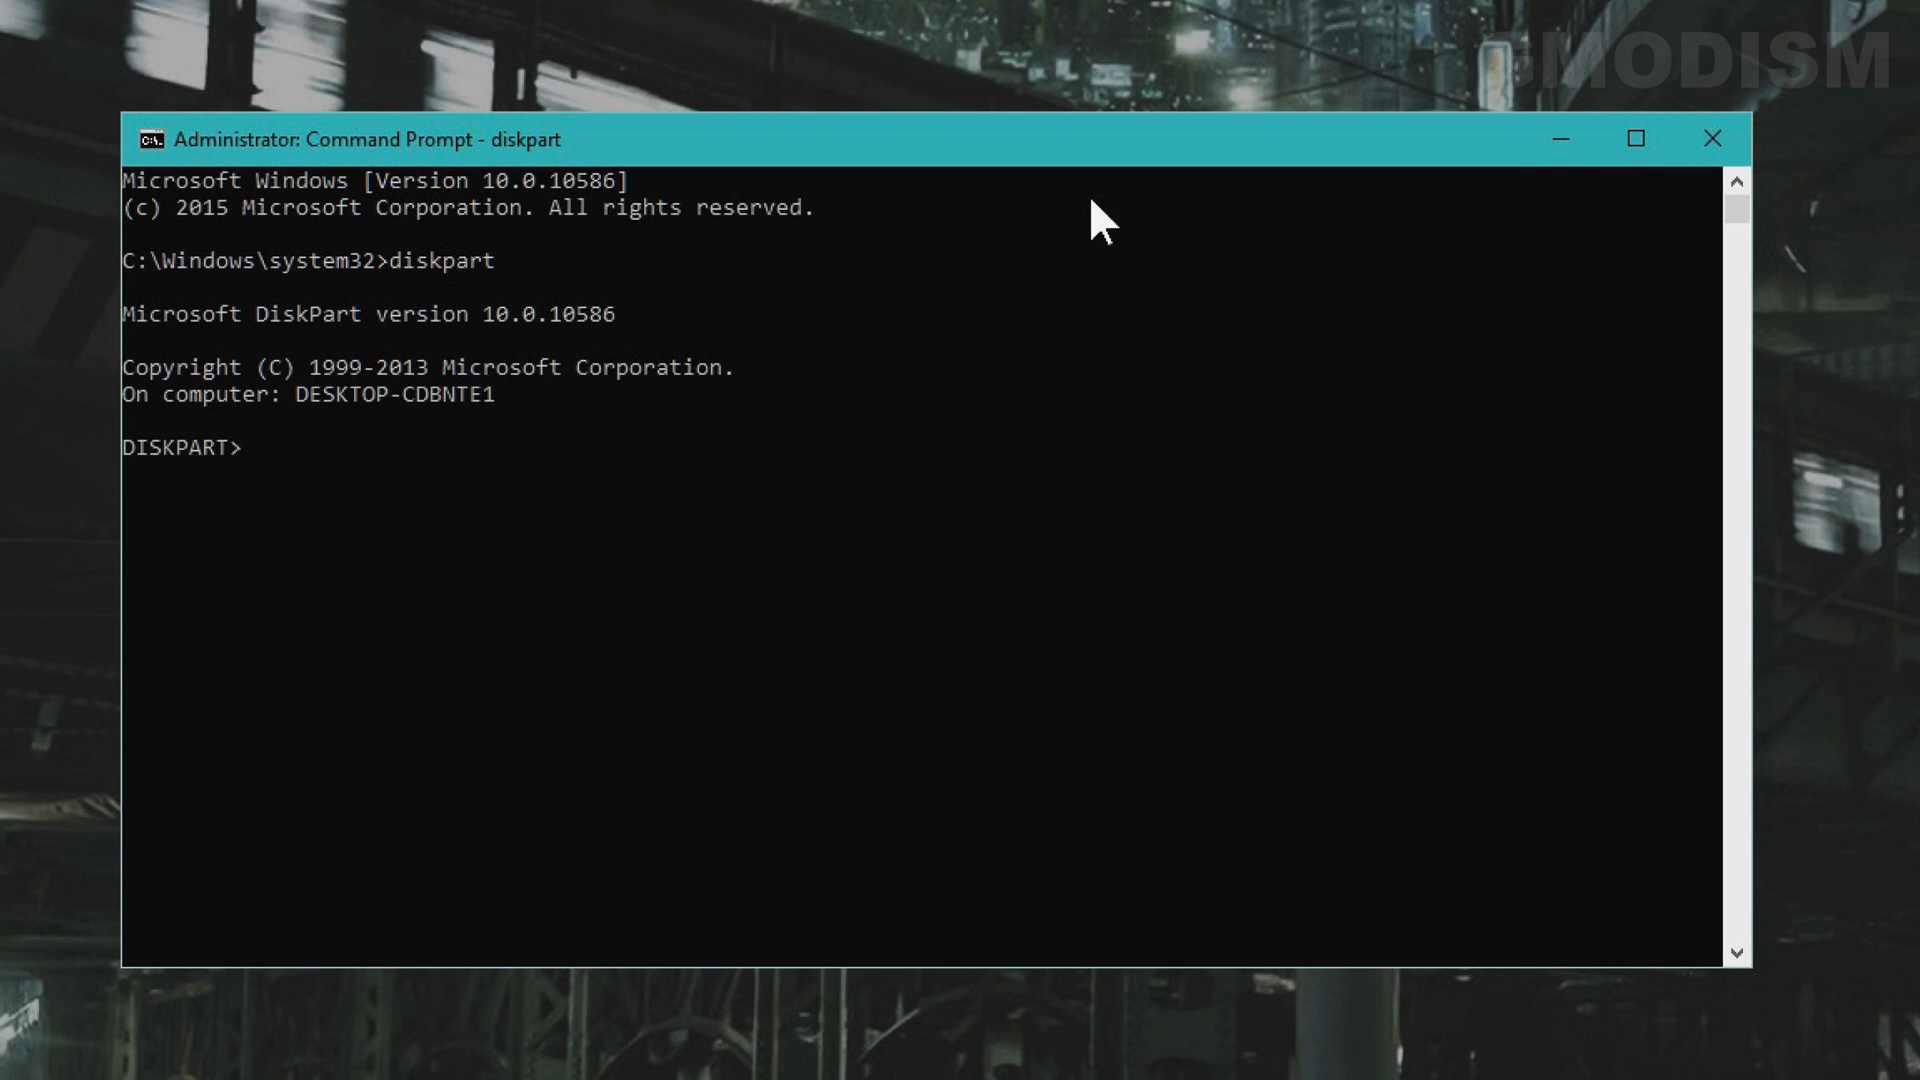 GMODISM
Administrator: Command Prompt - diskpart
Microsoft Windows [Version 10.0.10586]
(c) 2015 Microsoft Corporation. All rights reserved.
C:\Windows\system32>diskpart
Microsoft DiskPart version 10.0.10586
Copyright (C) 1999-2013 Microsoft Corporation.
On computer: DESKTOP-CDBNTE1
DISKPART>